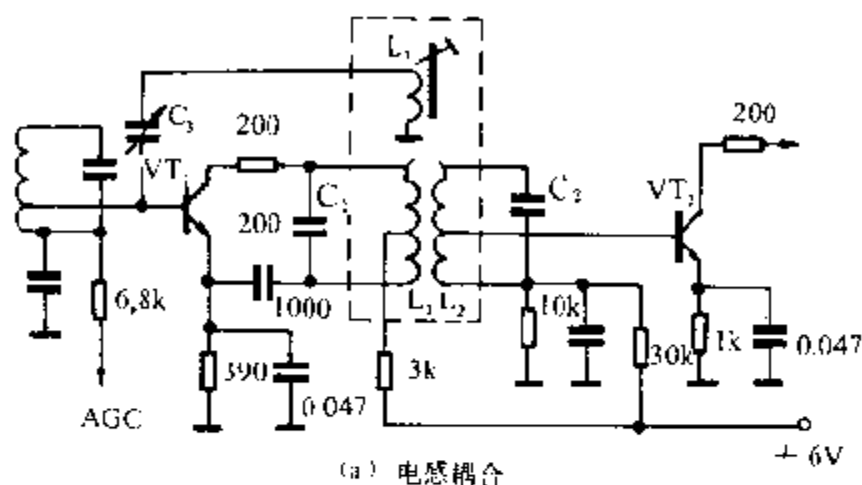 L₃
C₃
200
200
VT₁
C₁
200
C₂
VT₂
6.8k
1000
L₁
L₂
10k
30k
1k
0.047
390
0.047
3k
AGC
+ 6V
(a) 电感耦合